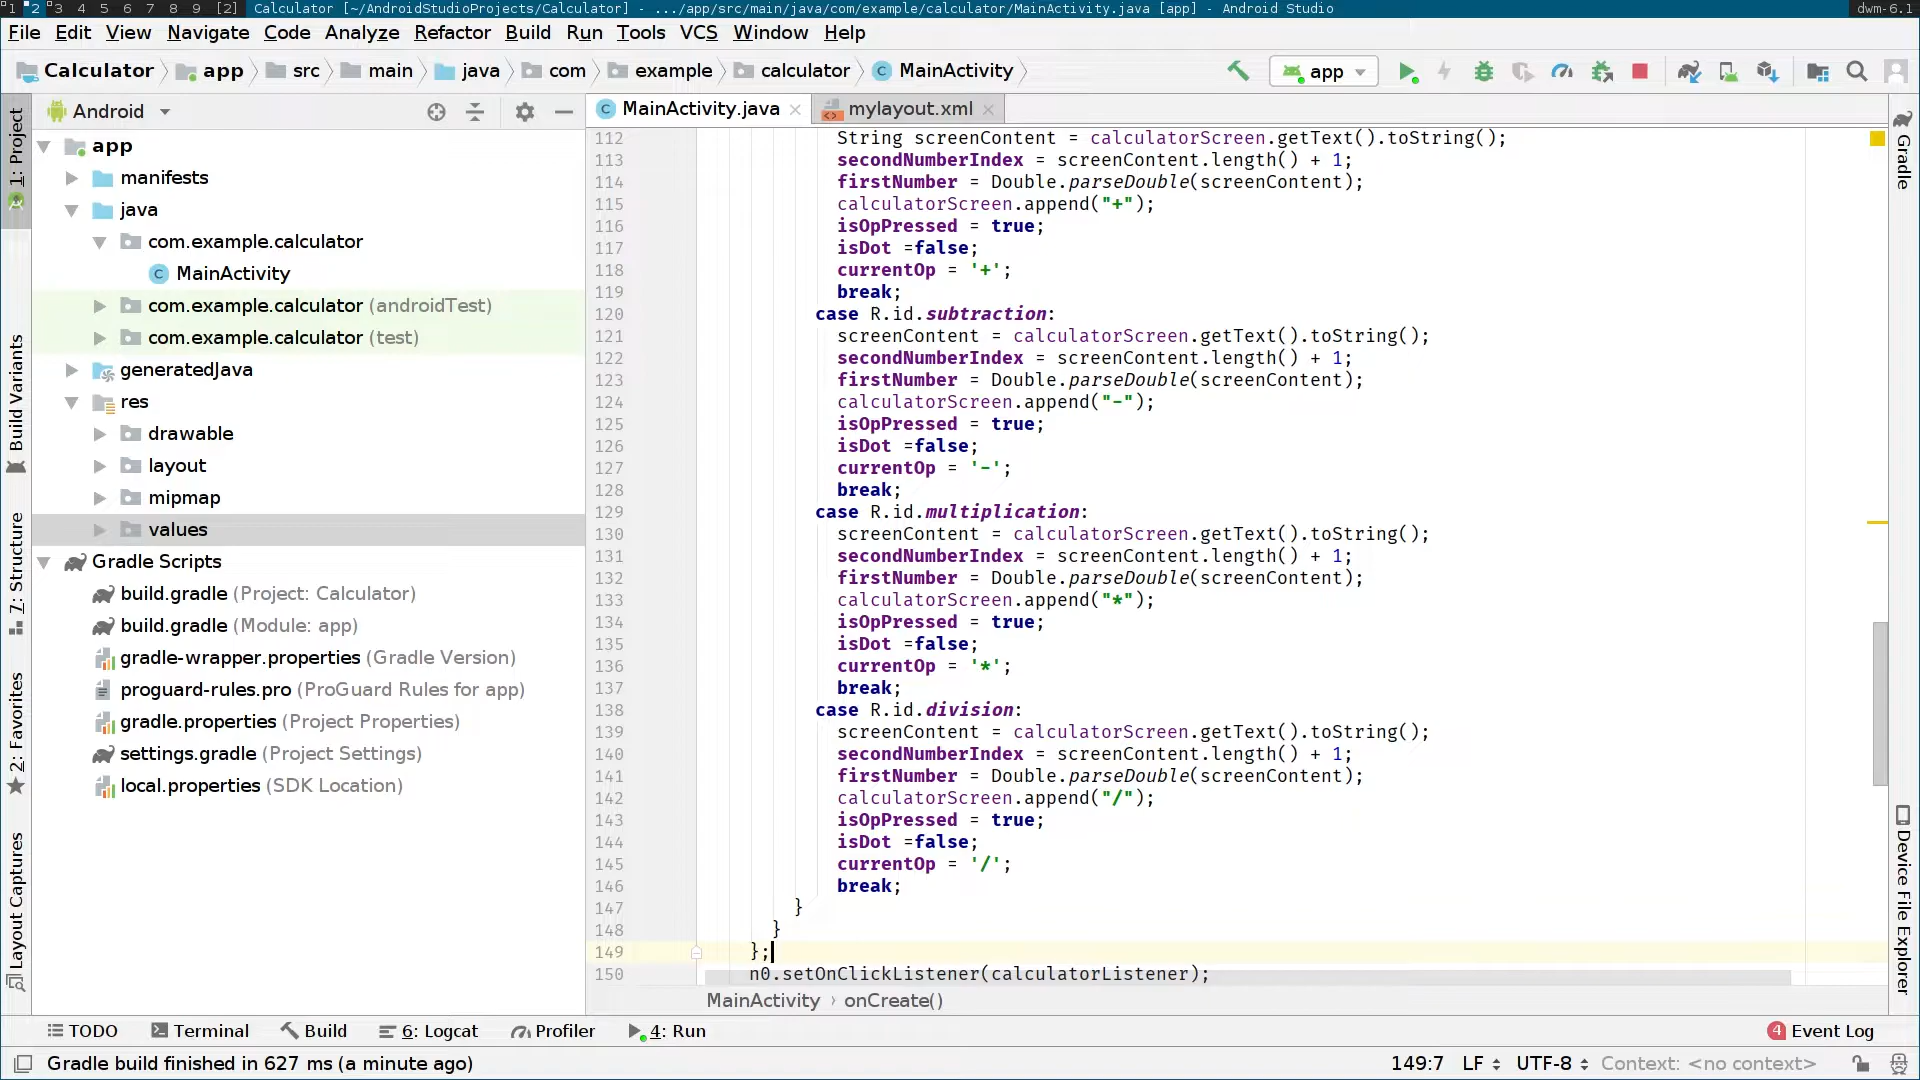 1 2 3 4 5 6 7 8 9 [2] Calculator [~/AndroidStudioProjects/Calculator] - .../app/src/main/java/com/example/calculator/MainActivity.java [app] - Android Studio dwm-6.1
File Edit View Navigate Code Analyze Refactor Build Run Tools VCS Window Help
Calculator app src main java com example calculator MainActivity app
Android
MainActivity.java mylayout.xml
app
manifests
java
com.example.calculator
MainActivity
com.example.calculator (androidTest)
com.example.calculator (test)
generatedJava
res
drawable
layout
mipmap
values
Gradle Scripts
build.gradle (Project: Calculator)
build.gradle (Module: app)
gradle-wrapper.properties (Gradle Version)
proguard-rules.pro (ProGuard Rules for app)
gradle.properties (Project Properties)
settings.gradle (Project Settings)
local.properties (SDK Location)
1: Project
Build Variants
7: Structure
2: Favorites
Layout Captures
112 String screenContent = calculatorScreen.getText().toString();
113 secondNumberIndex = screenContent.length() + 1;
114 firstNumber = Double.parseDouble(screenContent);
115 calculatorScreen.append("+");
116 isOpPressed = true;
117 isDot =false;
118 currentOp = '+';
119 break;
120 case R.id.subtraction:
121 screenContent = calculatorScreen.getText().toString();
122 secondNumberIndex = screenContent.length() + 1;
123 firstNumber = Double.parseDouble(screenContent);
124 calculatorScreen.append("-");
125 isOpPressed = true;
126 isDot =false;
127 currentOp = '-';
128 break;
129 case R.id.multiplication:
130 screenContent = calculatorScreen.getText().toString();
131 secondNumberIndex = screenContent.length() + 1;
132 firstNumber = Double.parseDouble(screenContent);
133 calculatorScreen.append("*");
134 isOpPressed = true;
135 isDot =false;
136 currentOp = '*';
137 break;
138 case R.id.division:
139 screenContent = calculatorScreen.getText().toString();
140 secondNumberIndex = screenContent.length() + 1;
141 firstNumber = Double.parseDouble(screenContent);
142 calculatorScreen.append("/");
143 isOpPressed = true;
144 isDot =false;
145 currentOp = '/';
146 break;
147 }
148 }
149 };
150 n0.setOnClickListener(calculatorListener);
MainActivity › onCreate()
Gradle
Device File Explorer
TODO Terminal Build 6: Logcat Profiler 4: Run 4 Event Log
Gradle build finished in 627 ms (a minute ago) 149:7 LF UTF-8 Context: <no context>